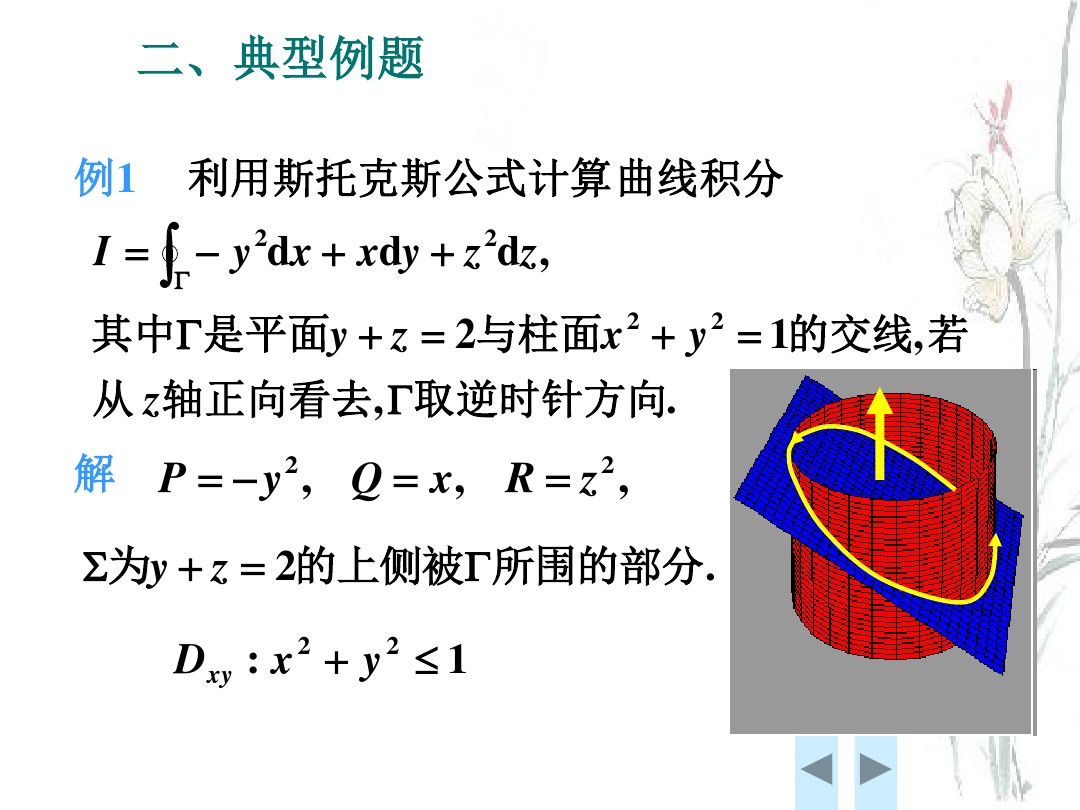 二、典型例题
例1 利用斯托克斯公式计算曲线积分
I = ∮_Γ − y²dx + xdy + z²dz,
其中Γ是平面y + z = 2与柱面x² + y² = 1的交线,若
从 z轴正向看去,Γ取逆时针方向.
解 P = −y², Q = x, R = z²,
Σ为y + z = 2的上侧被Γ所围的部分.
D_xy : x² + y² ≤ 1